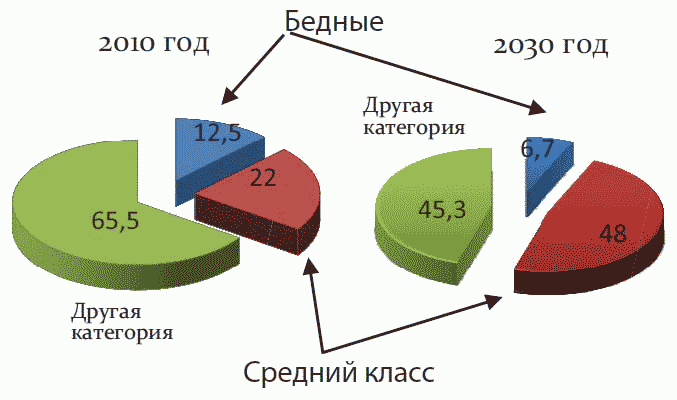 Бедные
2010 год
2030 год
12,5
22
65,5
Другая
категория
Другая
категория
6,7
45,3
48
Средний класс